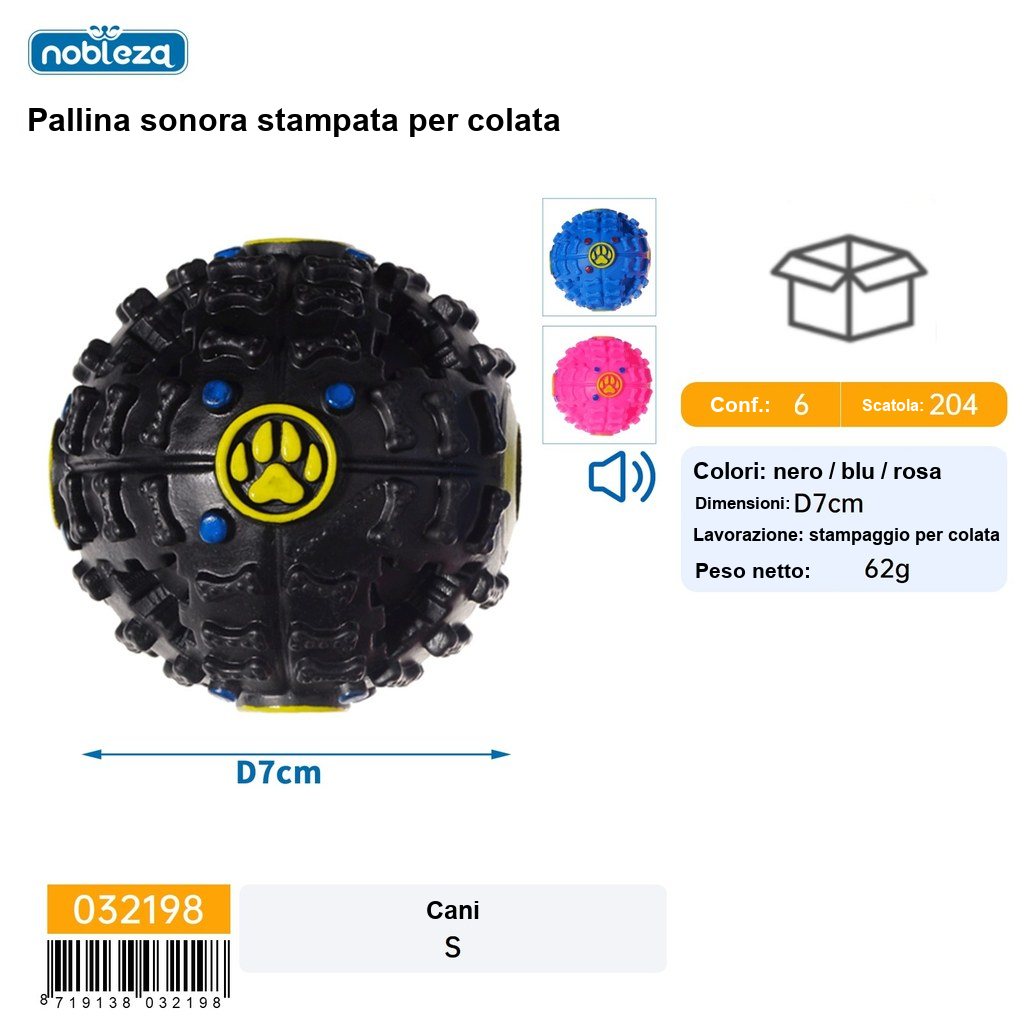 nobleza
Pallina sonora stampata per colata
Conf.: 6 Scatola: 204
Colori: nero / blu / rosa
Dimensioni: D7cm
Lavorazione: stampaggio per colata
Peso netto: 62g
D7cm
032198
Cani
S
8 719138 032198